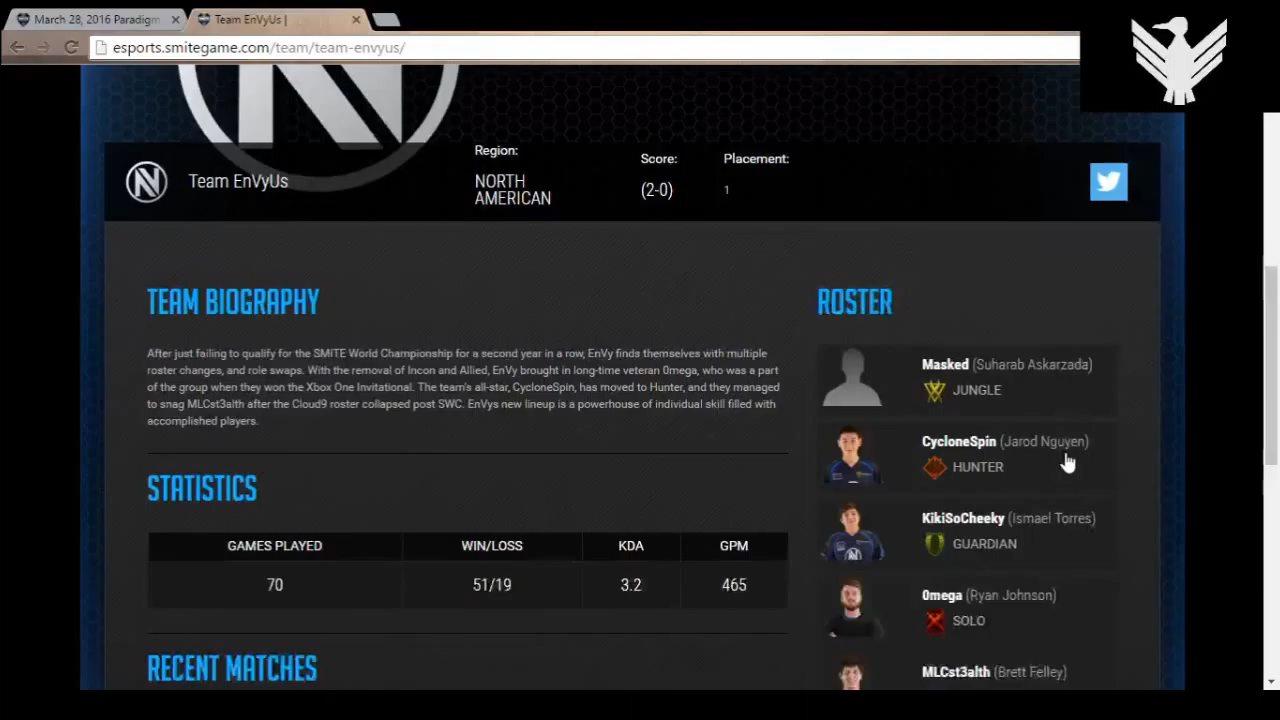 March 28, 2016 Paradigm
Team EnVyUs |
esports.smitegame.com/team/team-envyus/
Team EnVyUs
Region:
NORTH
AMERICAN
Score:
(2-0)
Placement:
1
TEAM BIOGRAPHY
After just failing to qualify for the SMITE World Championship for a second year in a row, EnVy finds themselves with multiple
roster changes, and role swaps. With the removal of Incon and Allied, EnVy brought in long-time veteran 0mega, who was a part
of the group when they won the Xbox One Invitational. The team's all-star, CycloneSpin, has moved to Hunter, and they managed
to snag MLCst3alth after the Cloud9 roster collapsed post SWC. EnVys new lineup is a powerhouse of individual skill filled with
accomplished players.
STATISTICS
GAMES PLAYED WIN/LOSS KDA GPM
70 51/19 3.2 465
RECENT MATCHES
ROSTER
Masked (Suharab Askarzada)
JUNGLE
CycloneSpin (Jarod Nguyen)
HUNTER
KikiSoCheeky (Ismael Torres)
GUARDIAN
0mega (Ryan Johnson)
SOLO
MLCst3alth (Brett Felley)